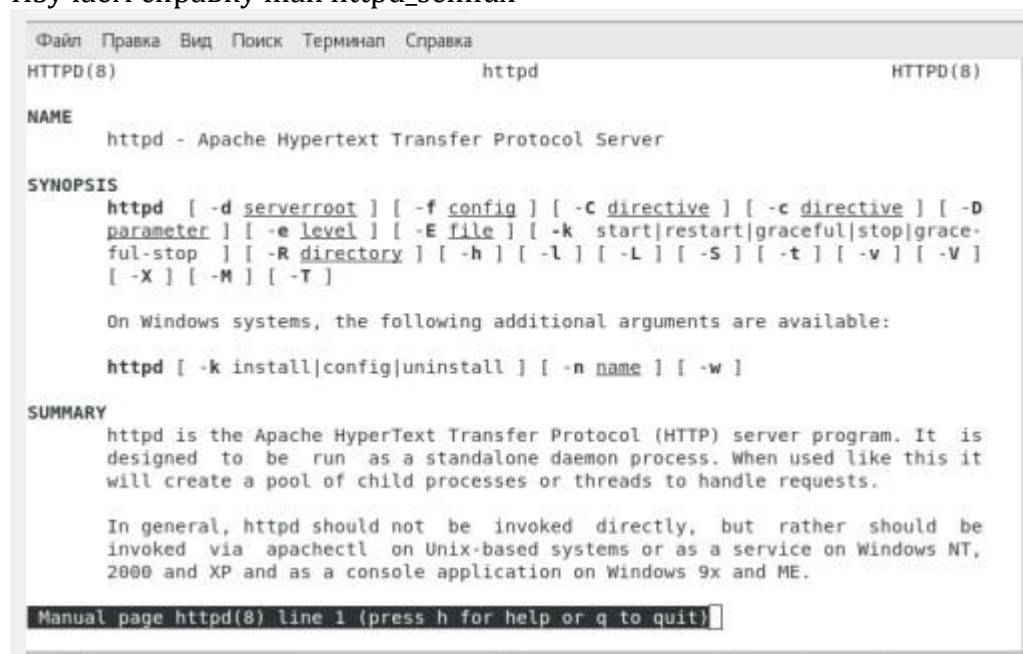 Изучаем справку man httpd_selinux
Файл Правка Вид Поиск Терминал Справка
HTTPD(8) httpd HTTPD(8)
NAME
httpd - Apache Hypertext Transfer Protocol Server
SYNOPSIS
httpd [ -d serverroot ] [ -f config ] [ -C directive ] [ -c directive ] [ -D
parameter ] [ -e level ] [ -E file ] [ -k start|restart|graceful|stop|grace-
ful-stop ] [ -R directory ] [ -h ] [ -l ] [ -L ] [ -S ] [ -t ] [ -v ] [ -V ]
[ -X ] [ -M ] [ -T ]
On Windows systems, the following additional arguments are available:
httpd [ -k install|config|uninstall ] [ -n name ] [ -w ]
SUMMARY
httpd is the Apache HyperText Transfer Protocol (HTTP) server program. It is
designed to be run as a standalone daemon process. When used like this it
will create a pool of child processes or threads to handle requests.
In general, httpd should not be invoked directly, but rather should be
invoked via apachectl on Unix-based systems or as a service on Windows NT,
2000 and XP and as a console application on Windows 9x and ME.
Manual page httpd(8) line 1 (press h for help or q to quit)